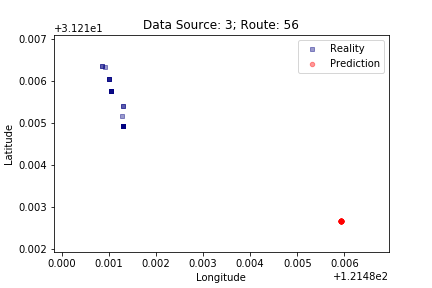 Data Source: 3; Route: 56
+3.121e1
Reality
Prediction
0.007
0.006
0.005
0.004
0.003
0.002
Latitude
0.000 0.001 0.002 0.003 0.004 0.005 0.006
Longitude
+1.2148e2